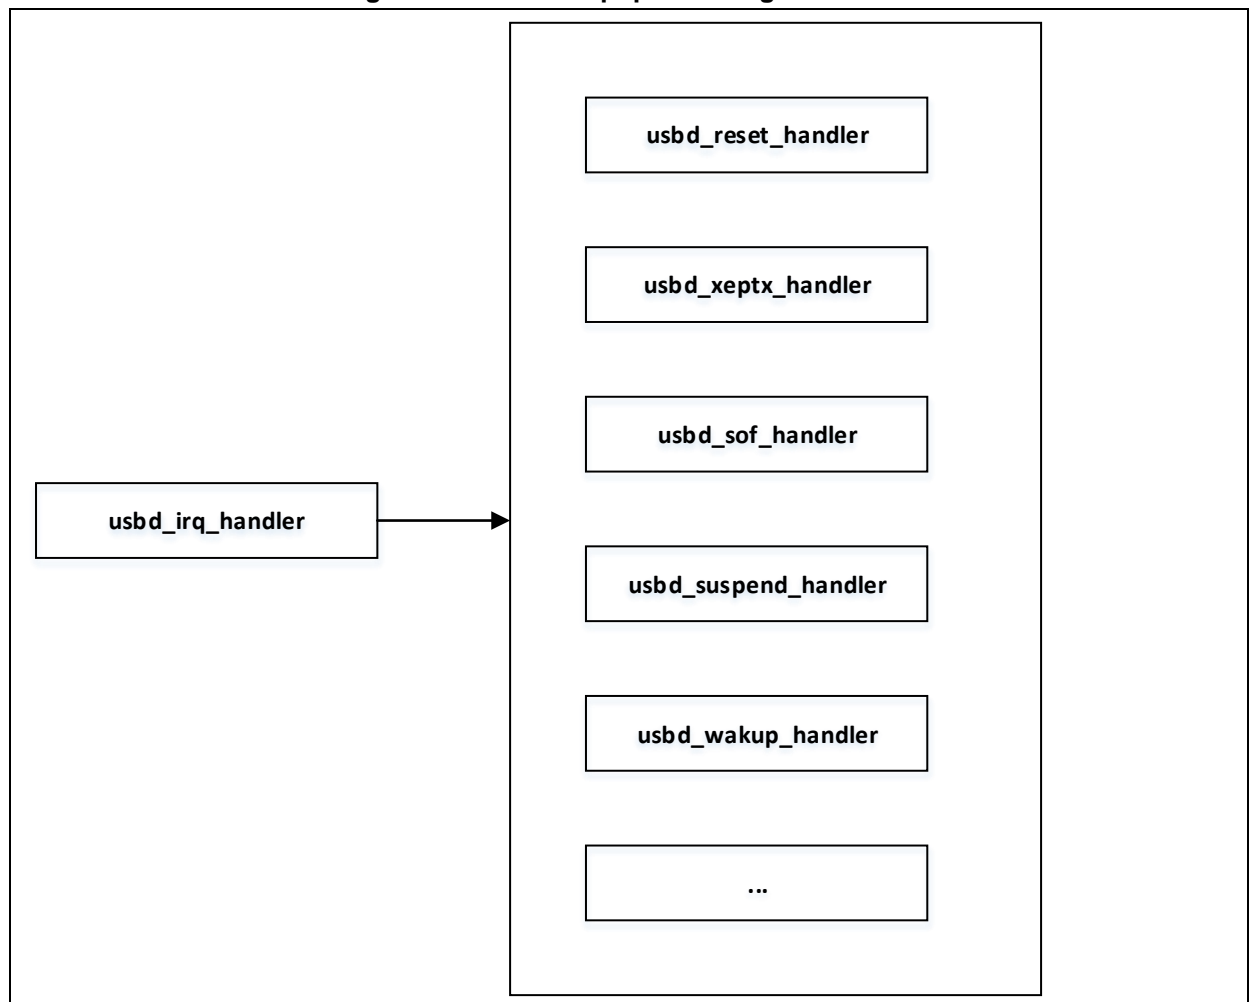 usbd_reset_handler
usbd_xeptx_handler
usbd_sof_handler
usbd_irq_handler
usbd_suspend_handler
usbd_wakup_handler
...